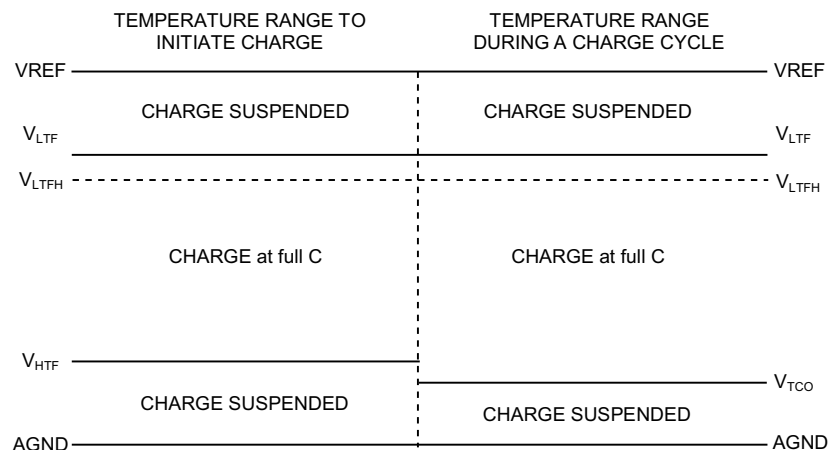 TEMPERATURE RANGE TO
INITIATE CHARGE
TEMPERATURE RANGE
DURING A CHARGE CYCLE
VREF
VREF
CHARGE SUSPENDED
CHARGE SUSPENDED
VLTF
VLTF
VLTFH
VLTFH
CHARGE at full C
CHARGE at full C
VHTF
VTCO
CHARGE SUSPENDED
CHARGE SUSPENDED
AGND
AGND